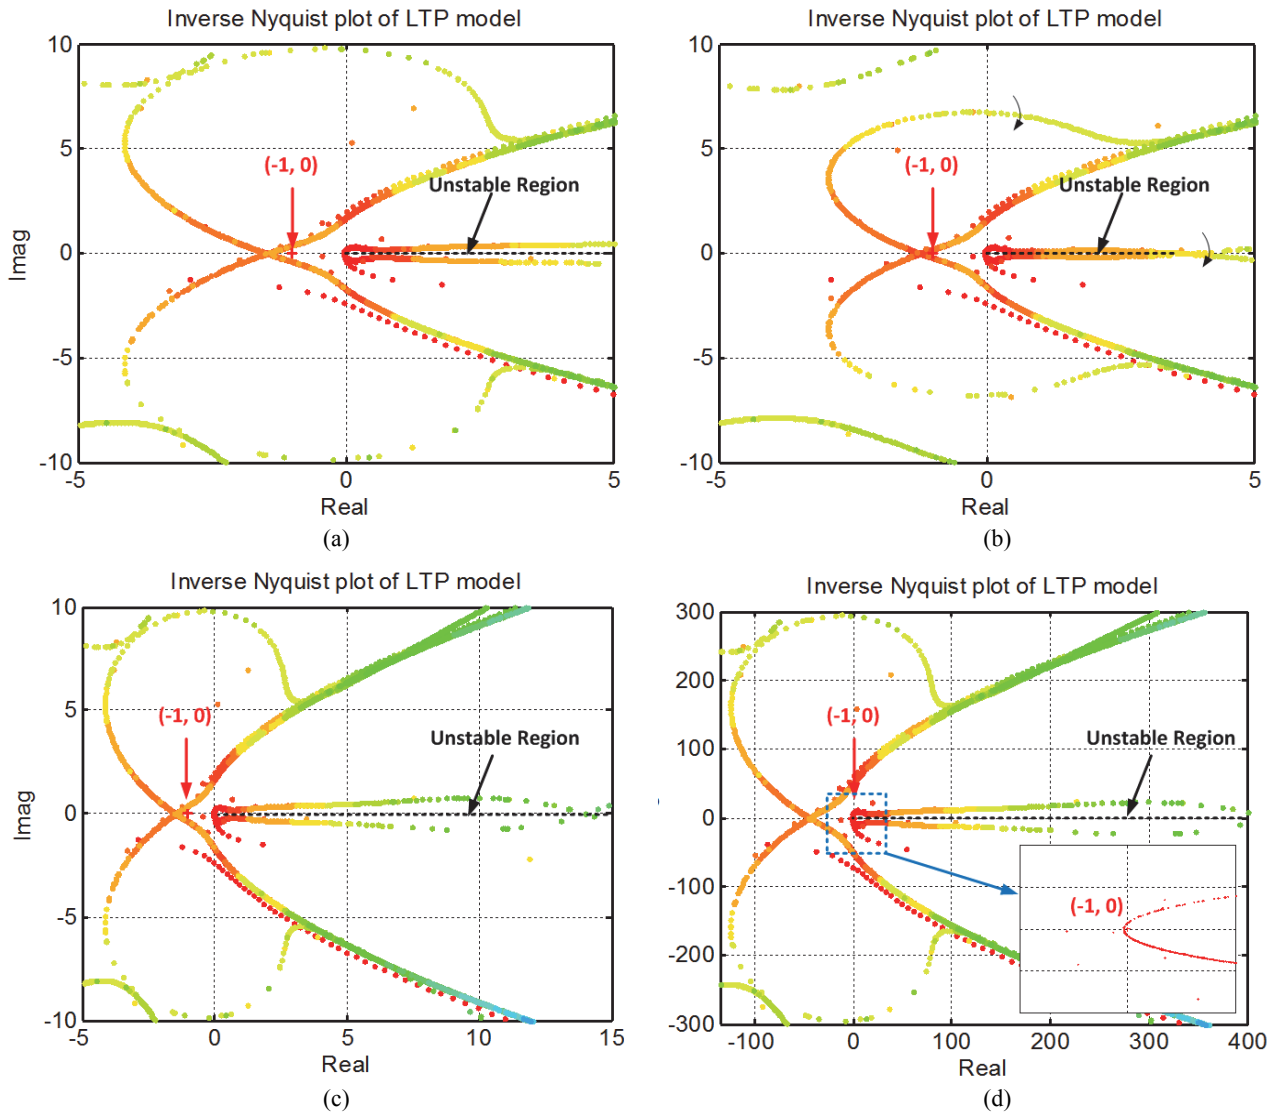 Inverse Nyquist plot of LTP model
10
5
0
-5
-10
-5
0
5
Imag
Real
(-1, 0)
Unstable Region
(a)
Inverse Nyquist plot of LTP model
10
5
0
-5
-10
-5
0
5
Real
(-1, 0)
Unstable Region
(b)
Inverse Nyquist plot of LTP model
10
5
0
-5
-10
-5
0
5
10
15
Imag
Real
(-1, 0)
Unstable Region
(c)
Inverse Nyquist plot of LTP model
300
200
100
0
-100
-200
-300
-100
0
100
200
300
400
Real
(-1, 0)
Unstable Region
(-1, 0)
(d)